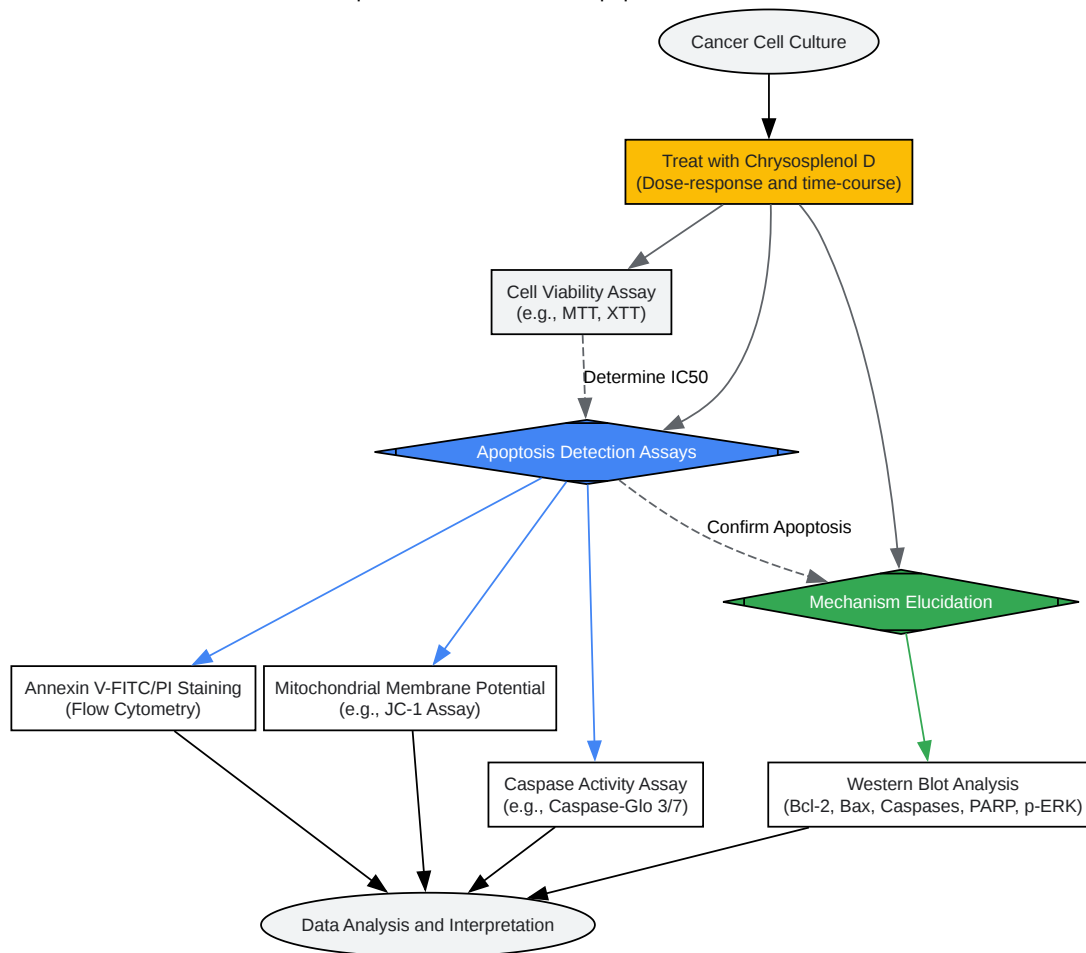 Cancer Cell Culture
Treat with Chrysosplenol D
(Dose-response and time-course)
Cell Viability Assay
(e.g., MTT, XTT)
Determine IC50
Apoptosis Detection Assays
Confirm Apoptosis
Mechanism Elucidation
Annexin V-FITC/PI Staining
(Flow Cytometry)
Mitochondrial Membrane Potential
(e.g., JC-1 Assay)
Caspase Activity Assay
(e.g., Caspase-Glo 3/7)
Western Blot Analysis
(Bcl-2, Bax, Caspases, PARP, p-ERK)
Data Analysis and Interpretation